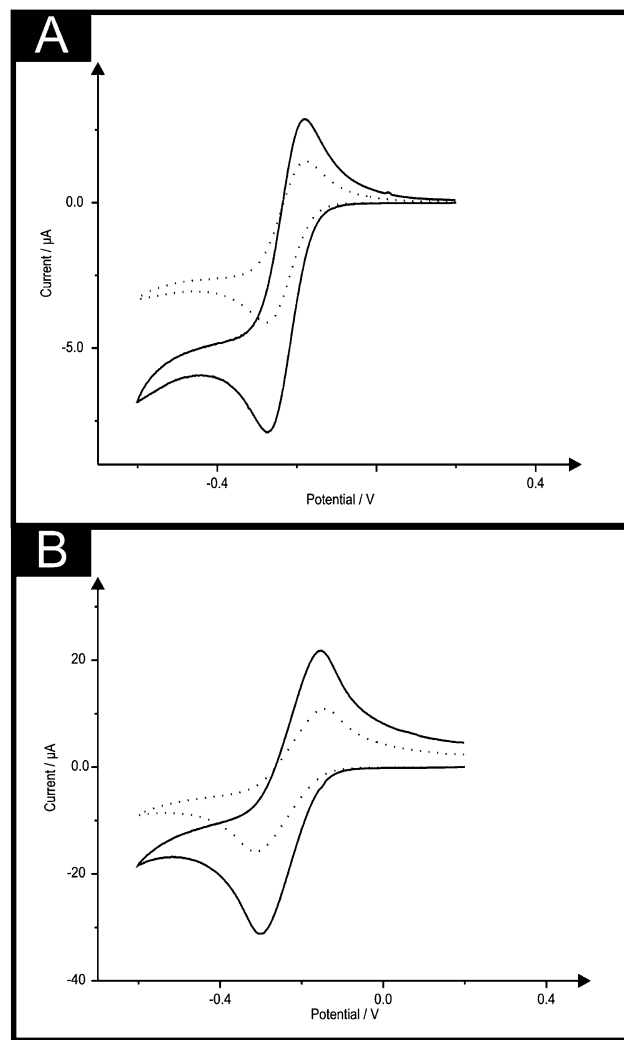 A
0.0
Current / µA
-5.0
-0.4
0.4
Potential / V
B
20
0.0
Current / µA
-20
-40
-0.4
0.0
0.4
Potential / V